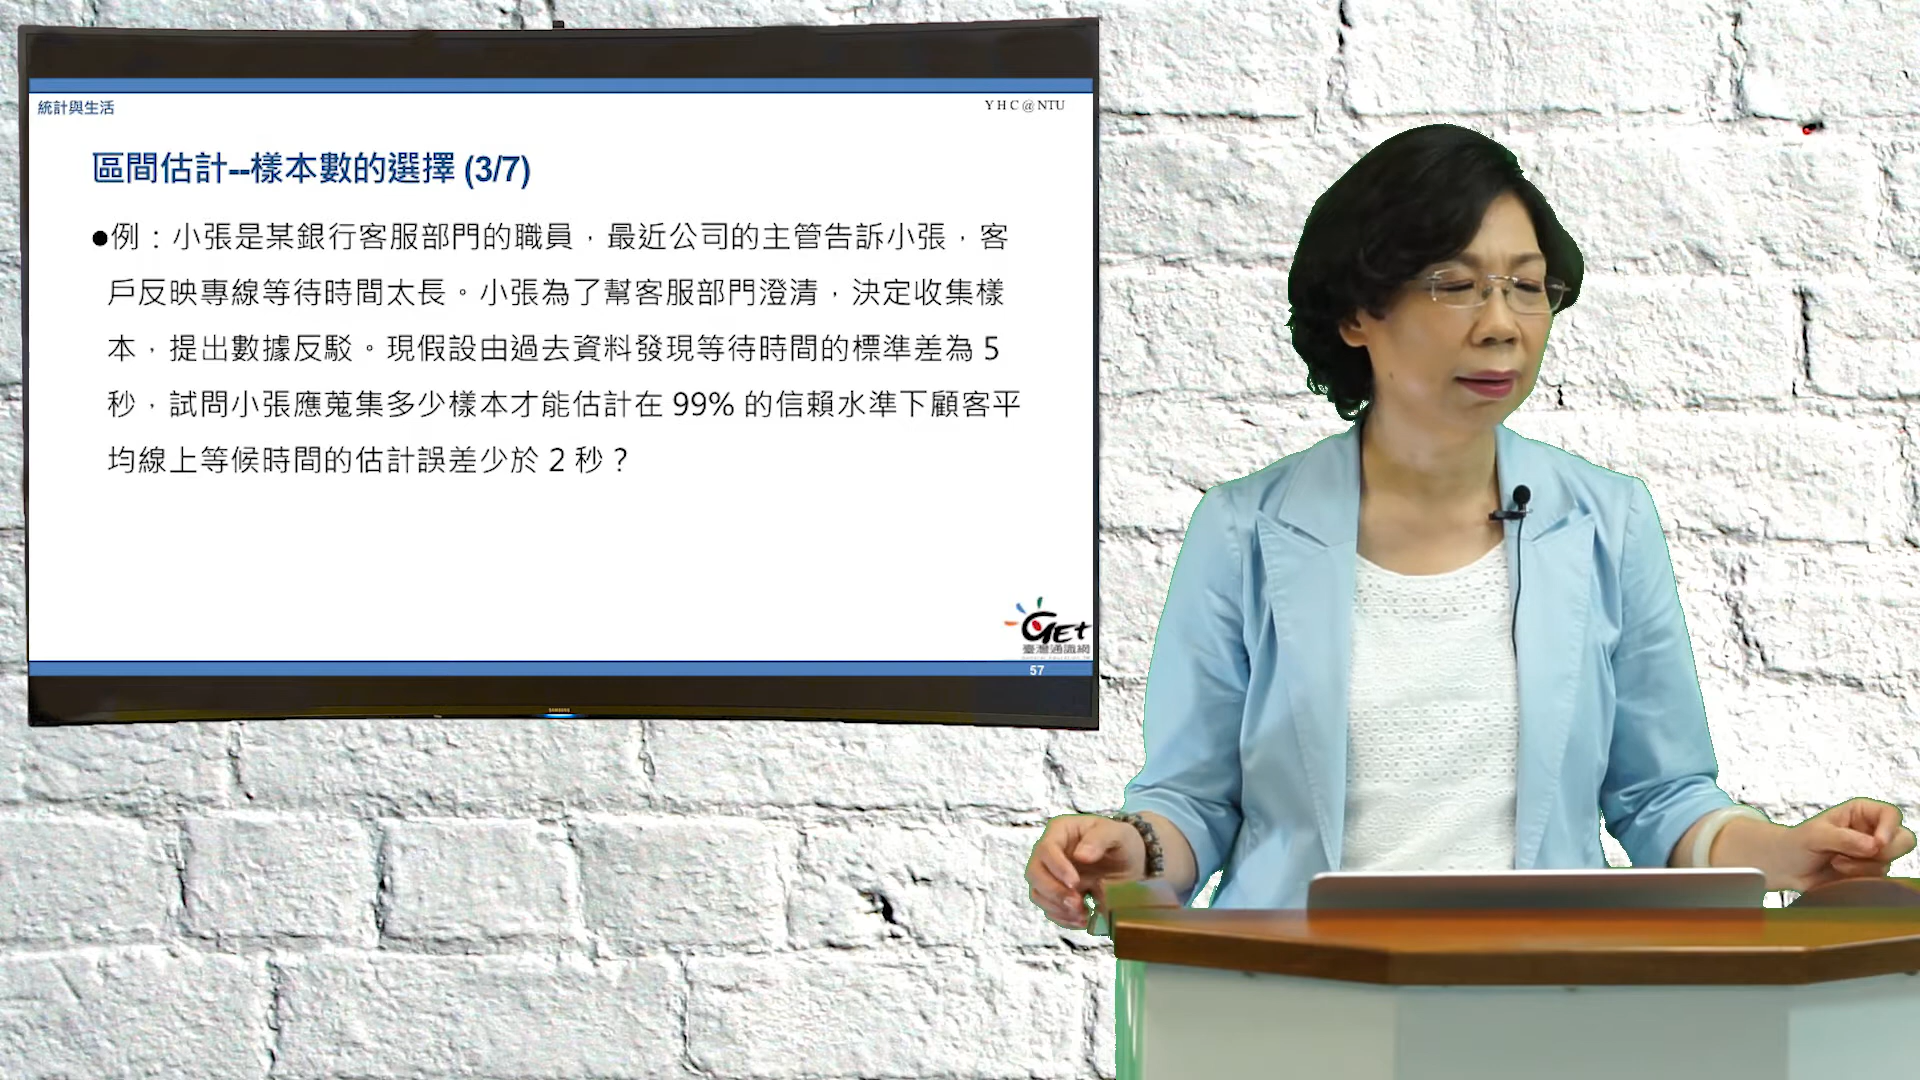 統計與生活
YHC@NTU
區間估計--樣本數的選擇 (3/7)
●例：小張是某銀行客服部門的職員，最近公司的主管告訴小張，客
戶反映專線等待時間太長。小張為了幫客服部門澄清，決定收集樣
本，提出數據反駁。現假設由過去資料發現等待時間的標準差為 5
秒，試問小張應蒐集多少樣本才能估計在 99% 的信賴水準下顧客平
均線上等候時間的估計誤差少於 2 秒？
GEt
臺灣通識網
57
SAMSUNG